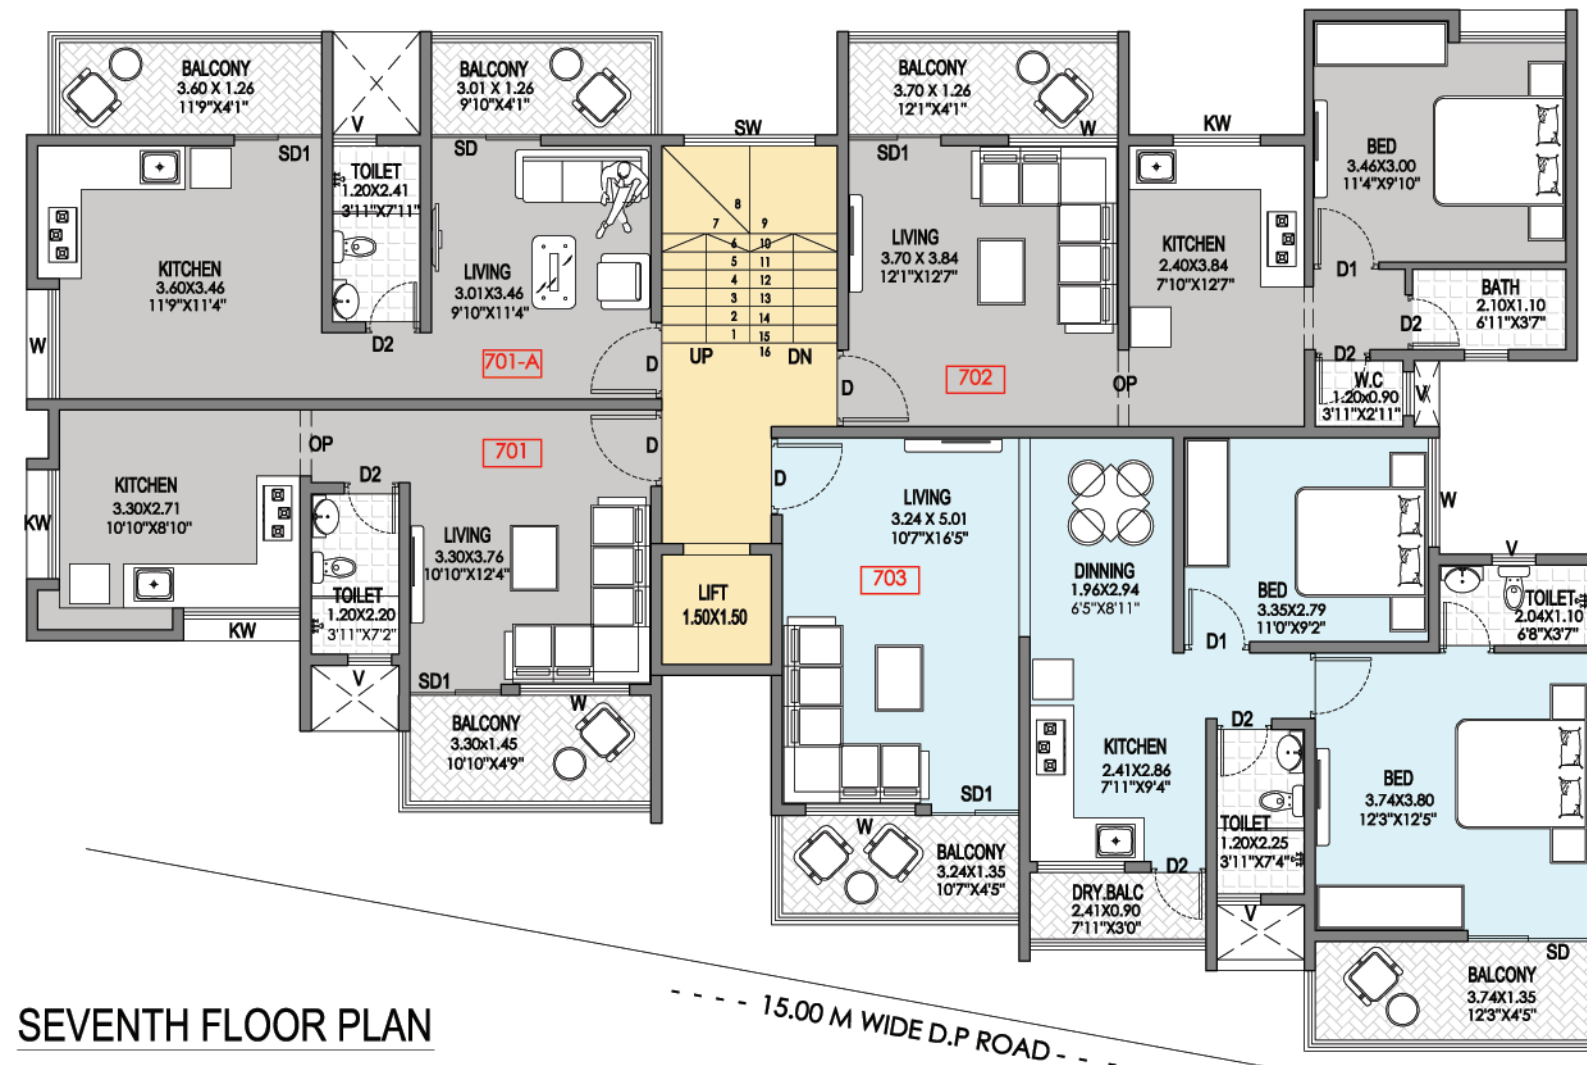 BALCONY
3.60 X 1.26
11'9"X4'1"
V
SD1
BALCONY
3.01 X 1.26
9'10"X4'1"
SD
SW
BALCONY
3.70 X 1.26
12'1"X4'1"
W
SD1
KW
BED
3.46X3.00
11'4"X9'10"
D1
KITCHEN
3.60X3.46
11'9"X11'4"
W
TOILET
1.20X2.41
3'11"X7'11"
D2
LIVING
3.01X3.46
9'10"X11'4"
701-A
D
8
7 9
6 10
5 11
4 12
3 13
2 14
1 15
16
UP DN
LIVING
3.70 X 3.84
12'1"X12'7"
702
D
OP
KITCHEN
2.40X3.84
7'10"X12'7"
BATH
2.10X1.10
6'11"X3'7"
D2
D2
W.C
1.20x0.90
3'11"X2'11"
V
OP
701
D
KITCHEN
3.30X2.71
10'10"X8'10"
KW
KW
D2
TOILET
1.20X2.20
3'11"X7'2"
V
LIVING
3.30X3.76
10'10"X12'4"
SD1
W
BALCONY
3.30x1.45
10'10"X4'9"
LIFT
1.50X1.50
D
LIVING
3.24 X 5.01
10'7"X16'5"
703
SD1
W
BALCONY
3.24X1.35
10'7"X4'5"
DINNING
1.96X2.94
6'5"X8'11"
KITCHEN
2.41X2.86
7'11"X9'4"
D2
DRY.BALC
2.41X0.90
7'11"X3'0"
BED
3.35X2.79
11'0"X9'2"
W
D1
V
TOILET
2.04X1.10
6'8"X3'7"
D2
TOILET
1.20X2.25
3'11"X7'4"
V
BED
3.74X3.80
12'3"X12'5"
SD
BALCONY
3.74X1.35
12'3"X4'5"
15.00 M WIDE D.P ROAD
SEVENTH FLOOR PLAN